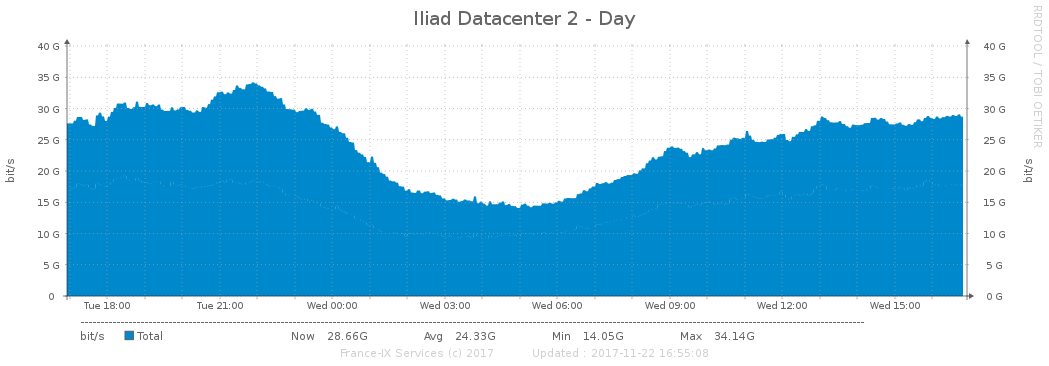 Iliad Datacenter 2 - Day
RRDTOOL / TOBI OETIKER
40 G 40 G
35 G 35 G
30 G 30 G
25 G 25 G
20 G 20 G
15 G 15 G
10 G 10 G
5 G 5 G
0 0 G
bit/s bit/s
Tue 18:00 Tue 21:00 Wed 00:00 Wed 03:00 Wed 06:00 Wed 09:00 Wed 12:00 Wed 15:00
bit/s Total Now 28.66G Avg 24.33G Min 14.05G Max 34.14G
France-IX Services (c) 2017 Updated : 2017-11-22 16:55:08